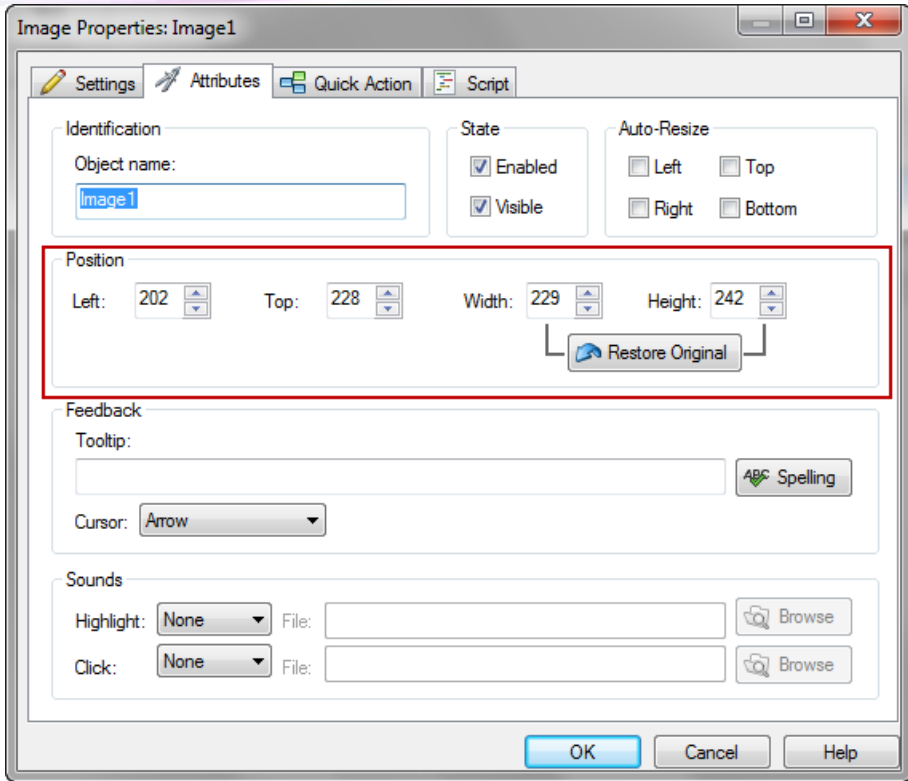 Image Properties: Image1
Settings Attributes Quick Action Script
Identification State Auto-Resize
Object name: Enabled Left Top
Image1
Visible Right Bottom
Position
Left: 202 Top: 228 Width: 229 Height: 242
Restore Original
Feedback
Tooltip:
ABC Spelling
Cursor: Arrow
Sounds
Highlight: None File: Browse
Click: None File: Browse
OK Cancel Help